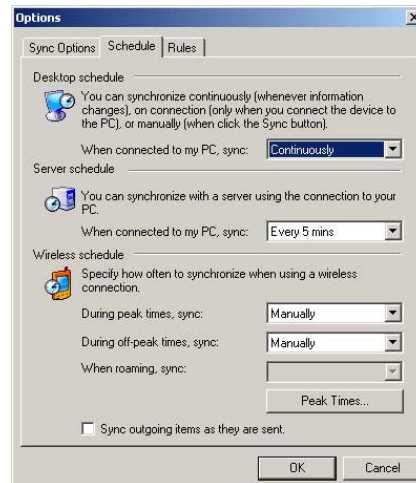 Options
Sync Options Schedule Rules
Desktop schedule
You can synchronize continuously (whenever information
changes), on connection (only when you connect the device to
the PC), or manually (when click the Sync button).
When connected to my PC, sync: Continuously
Server schedule
You can synchronize with a server using the connection to your
PC.
When connected to my PC, sync: Every 5 mins
Wireless schedule
Specify how often to synchronize when using a wireless
connection.
During peak times, sync: Manually
During off-peak times, sync: Manually
When roaming, sync:
Peak Times...
Sync outgoing items as they are sent.
OK Cancel